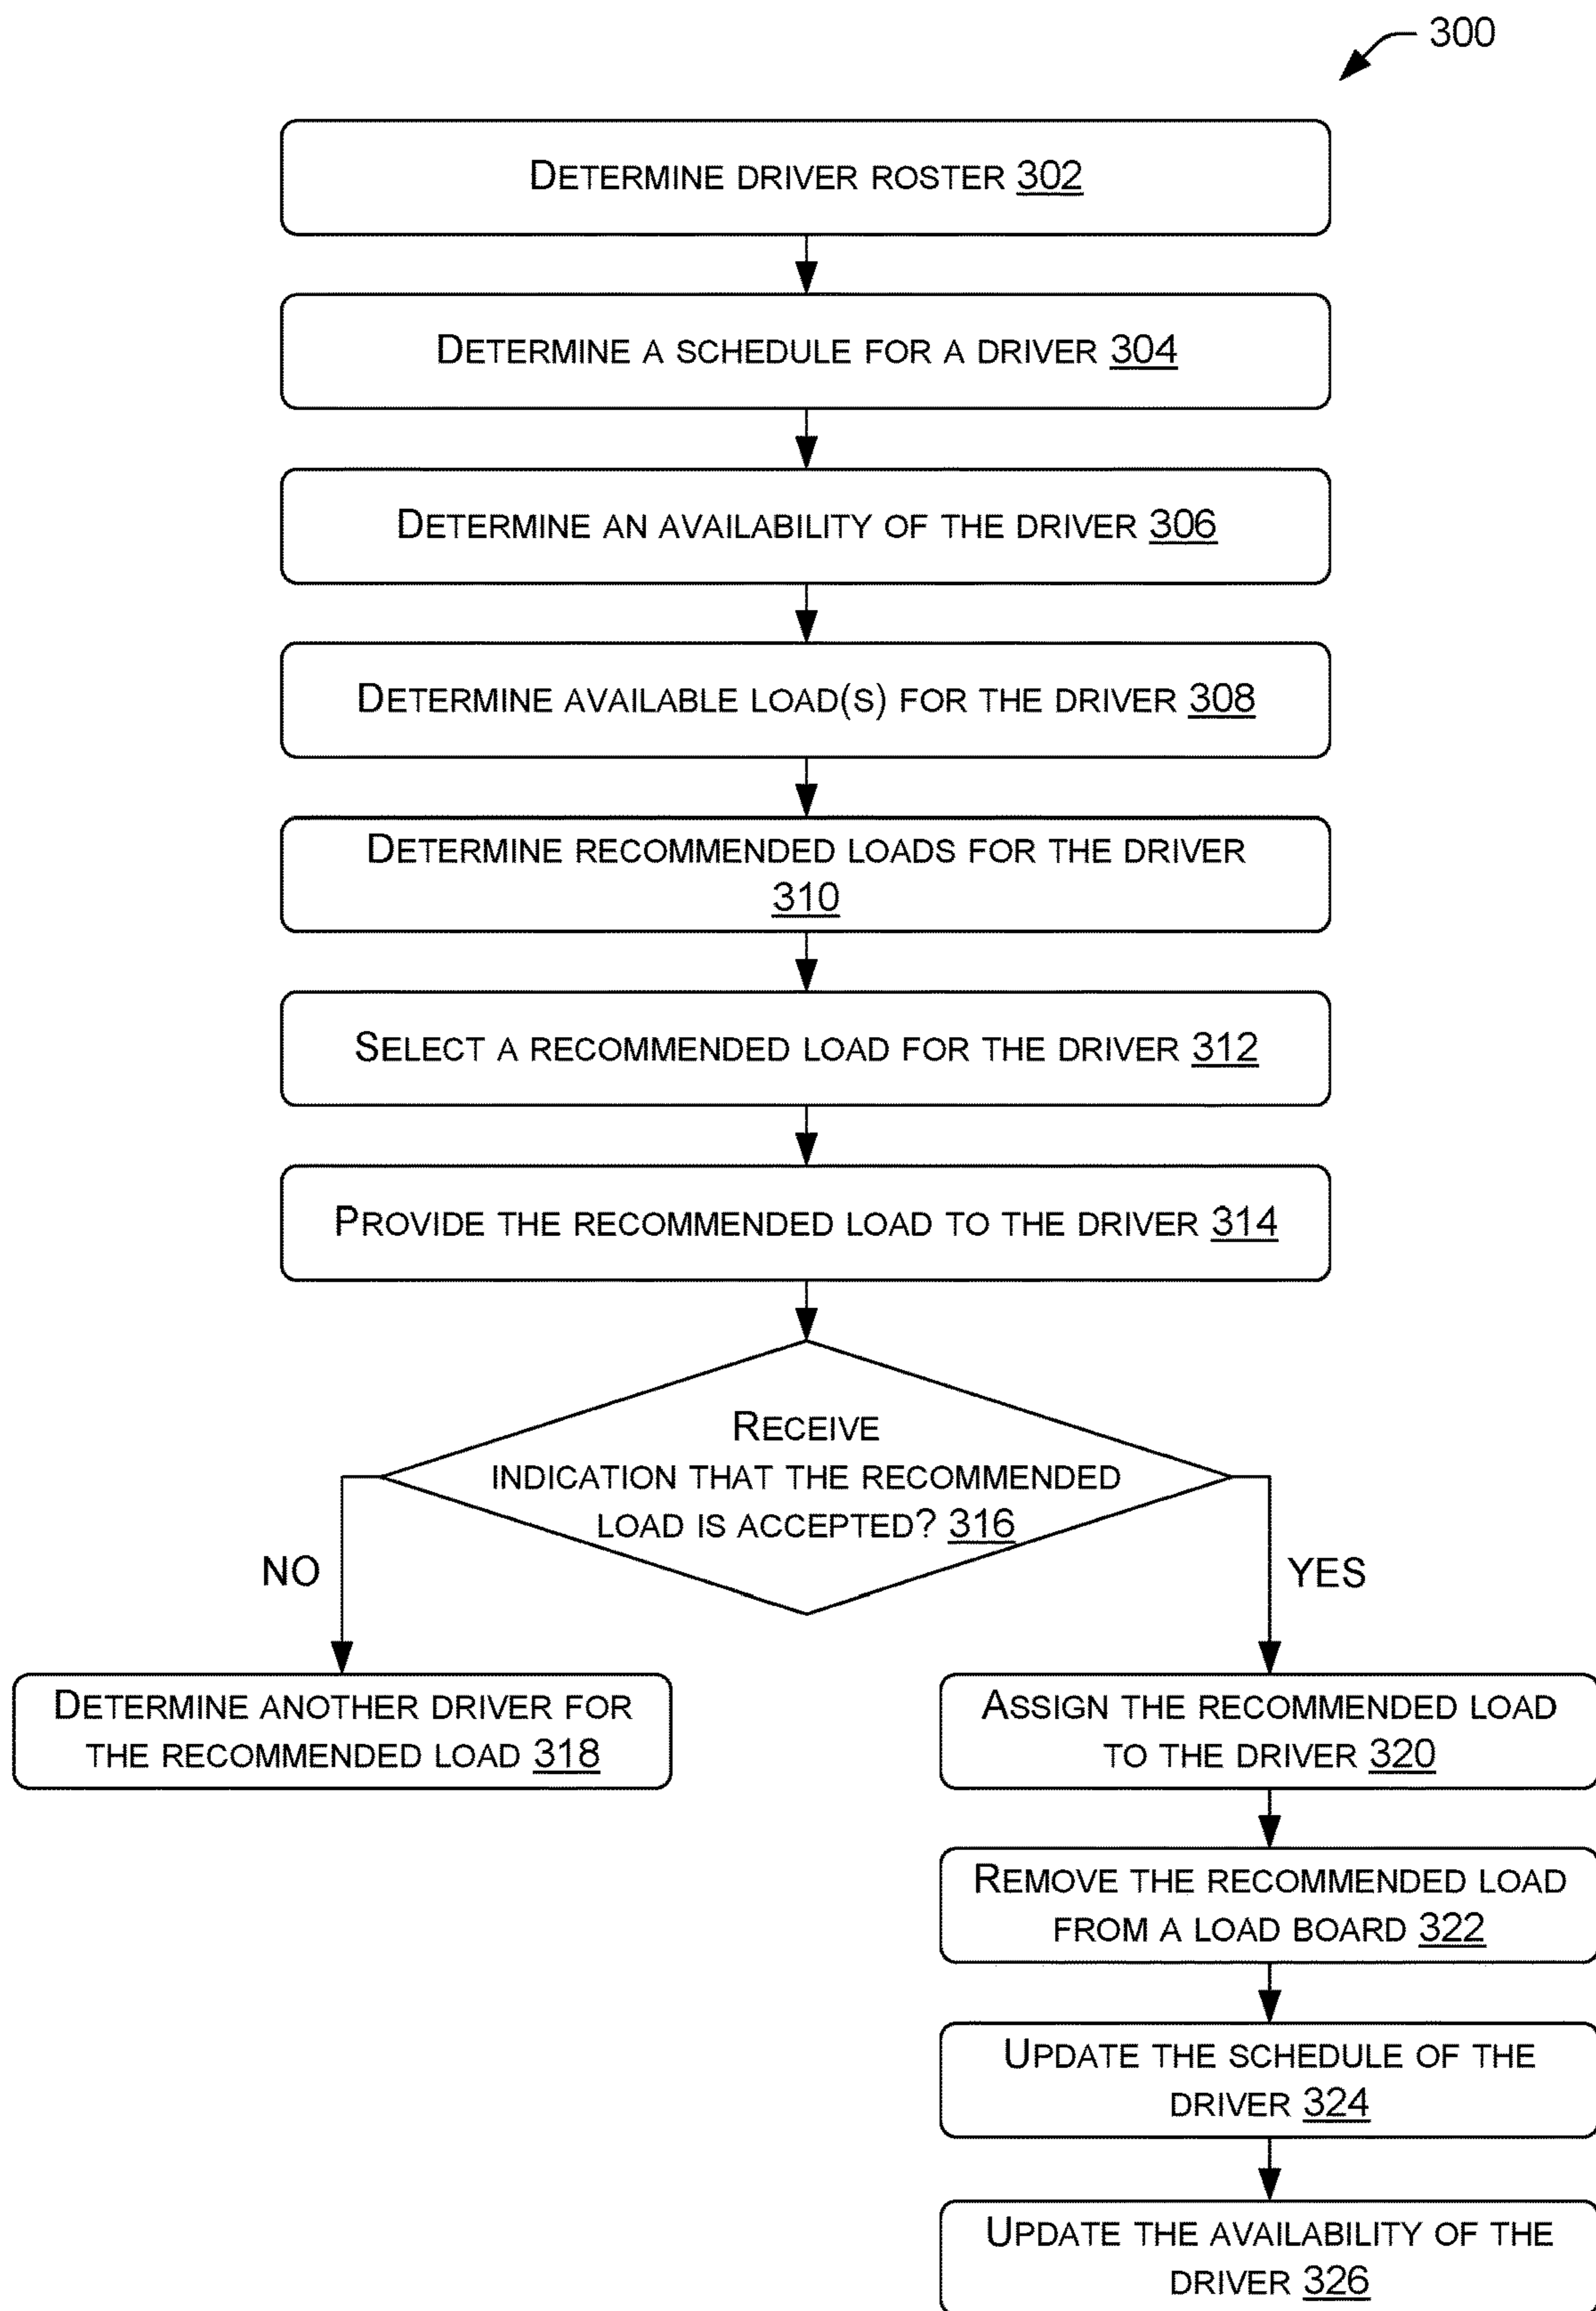 300
DETERMINE DRIVER ROSTER 302
DETERMINE A SCHEDULE FOR A DRIVER 304
DETERMINE AN AVAILABILITY OF THE DRIVER 306
DETERMINE AVAILABLE LOAD(S) FOR THE DRIVER 308
DETERMINE RECOMMENDED LOADS FOR THE DRIVER
310
SELECT A RECOMMENDED LOAD FOR THE DRIVER 312
PROVIDE THE RECOMMENDED LOAD TO THE DRIVER 314
RECEIVE
INDICATION THAT THE RECOMMENDED
LOAD IS ACCEPTED? 316
NO
YES
DETERMINE ANOTHER DRIVER FOR
THE RECOMMENDED LOAD 318
ASSIGN THE RECOMMENDED LOAD
TO THE DRIVER 320
REMOVE THE RECOMMENDED LOAD
FROM A LOAD BOARD 322
UPDATE THE SCHEDULE OF THE
DRIVER 324
UPDATE THE AVAILABILITY OF THE
DRIVER 326